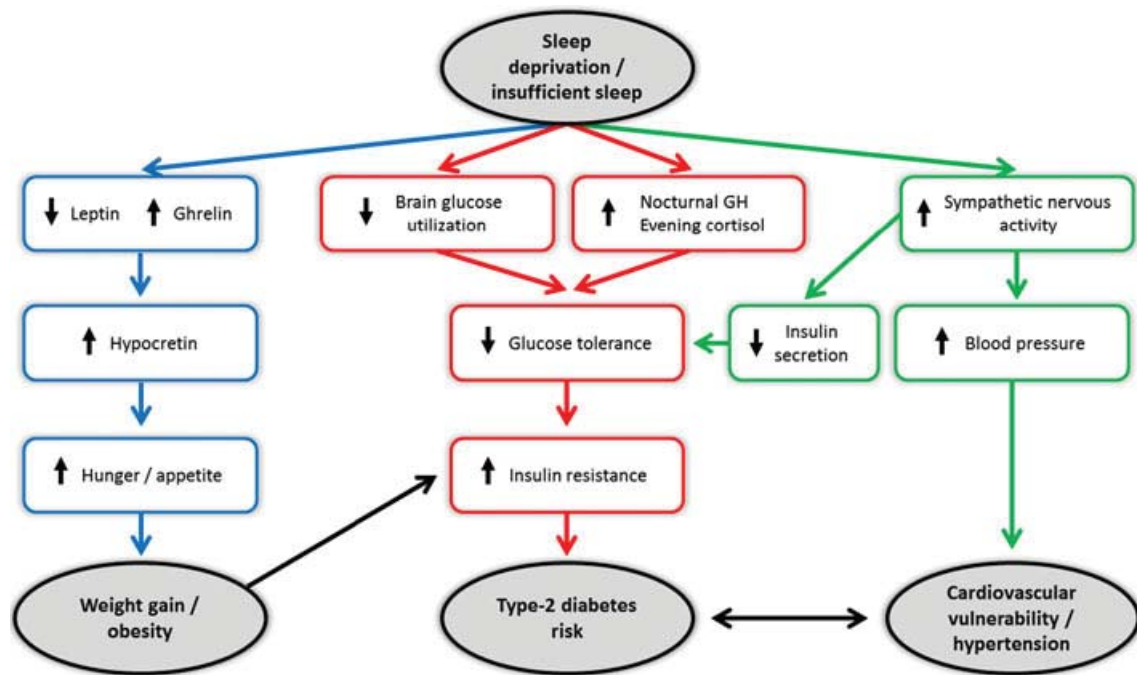 Sleep
deprivation /
insufficient sleep
Leptin
Ghrelin
Brain glucose
utilization
Nocturnal GH
Evening cortisol
Sympathetic nervous
activity
Hypocretin
Glucose tolerance
Insulin
secretion
Blood pressure
Hunger / appetite
Insulin resistance
Weight gain /
obesity
Type-2 diabetes
risk
Cardiovascular
vulnerability /
hypertension